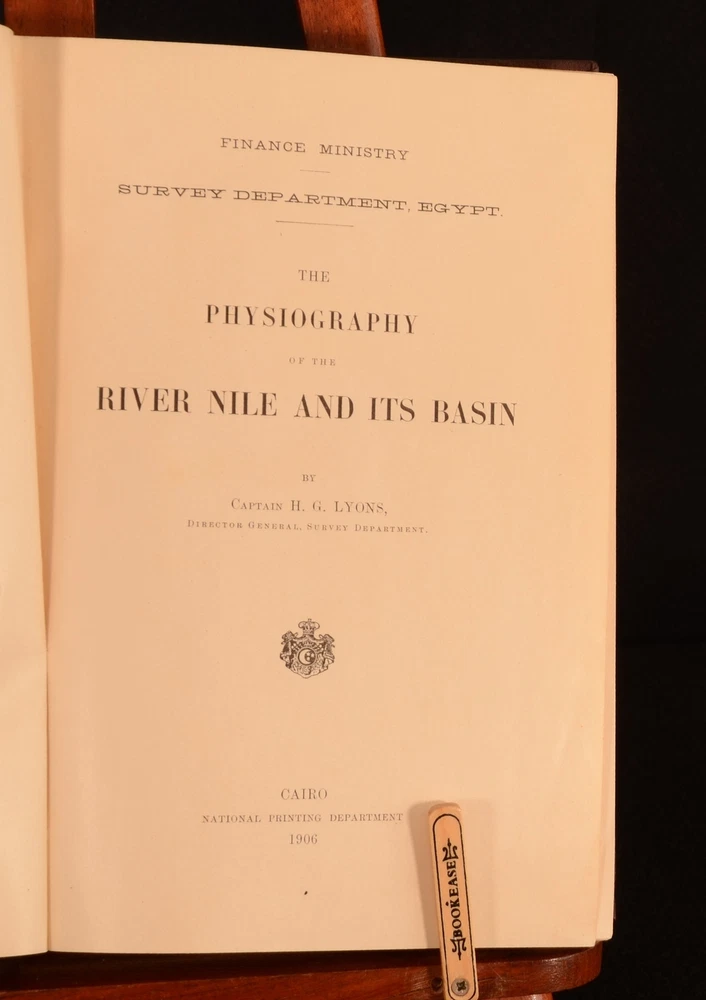 FINANCE MINISTRY
SURVEY DEPARTMENT, EGYPT.
THE
PHYSIOGRAPHY
OF THE
RIVER NILE AND ITS BASIN
BY
CAPTAIN H. G. LYONS,
DIRECTOR GENERAL, SURVEY DEPARTMENT.
CAIRO
NATIONAL PRINTING DEPARTMENT
1906
BOOKEASE